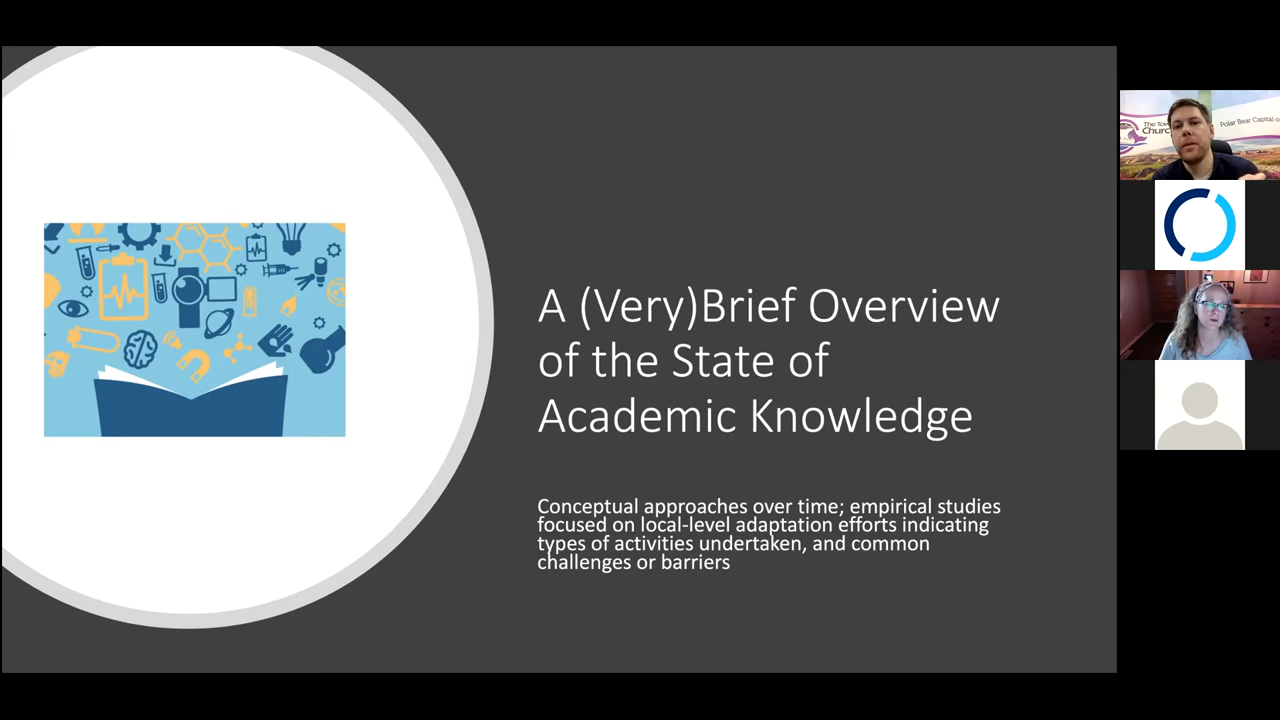 A (Very)Brief Overview
of the State of
Academic Knowledge
Conceptual approaches over time; empirical studies
focused on local-level adaptation efforts indicating
types of activities undertaken, and common
challenges or barriers
Polar Bear Capital